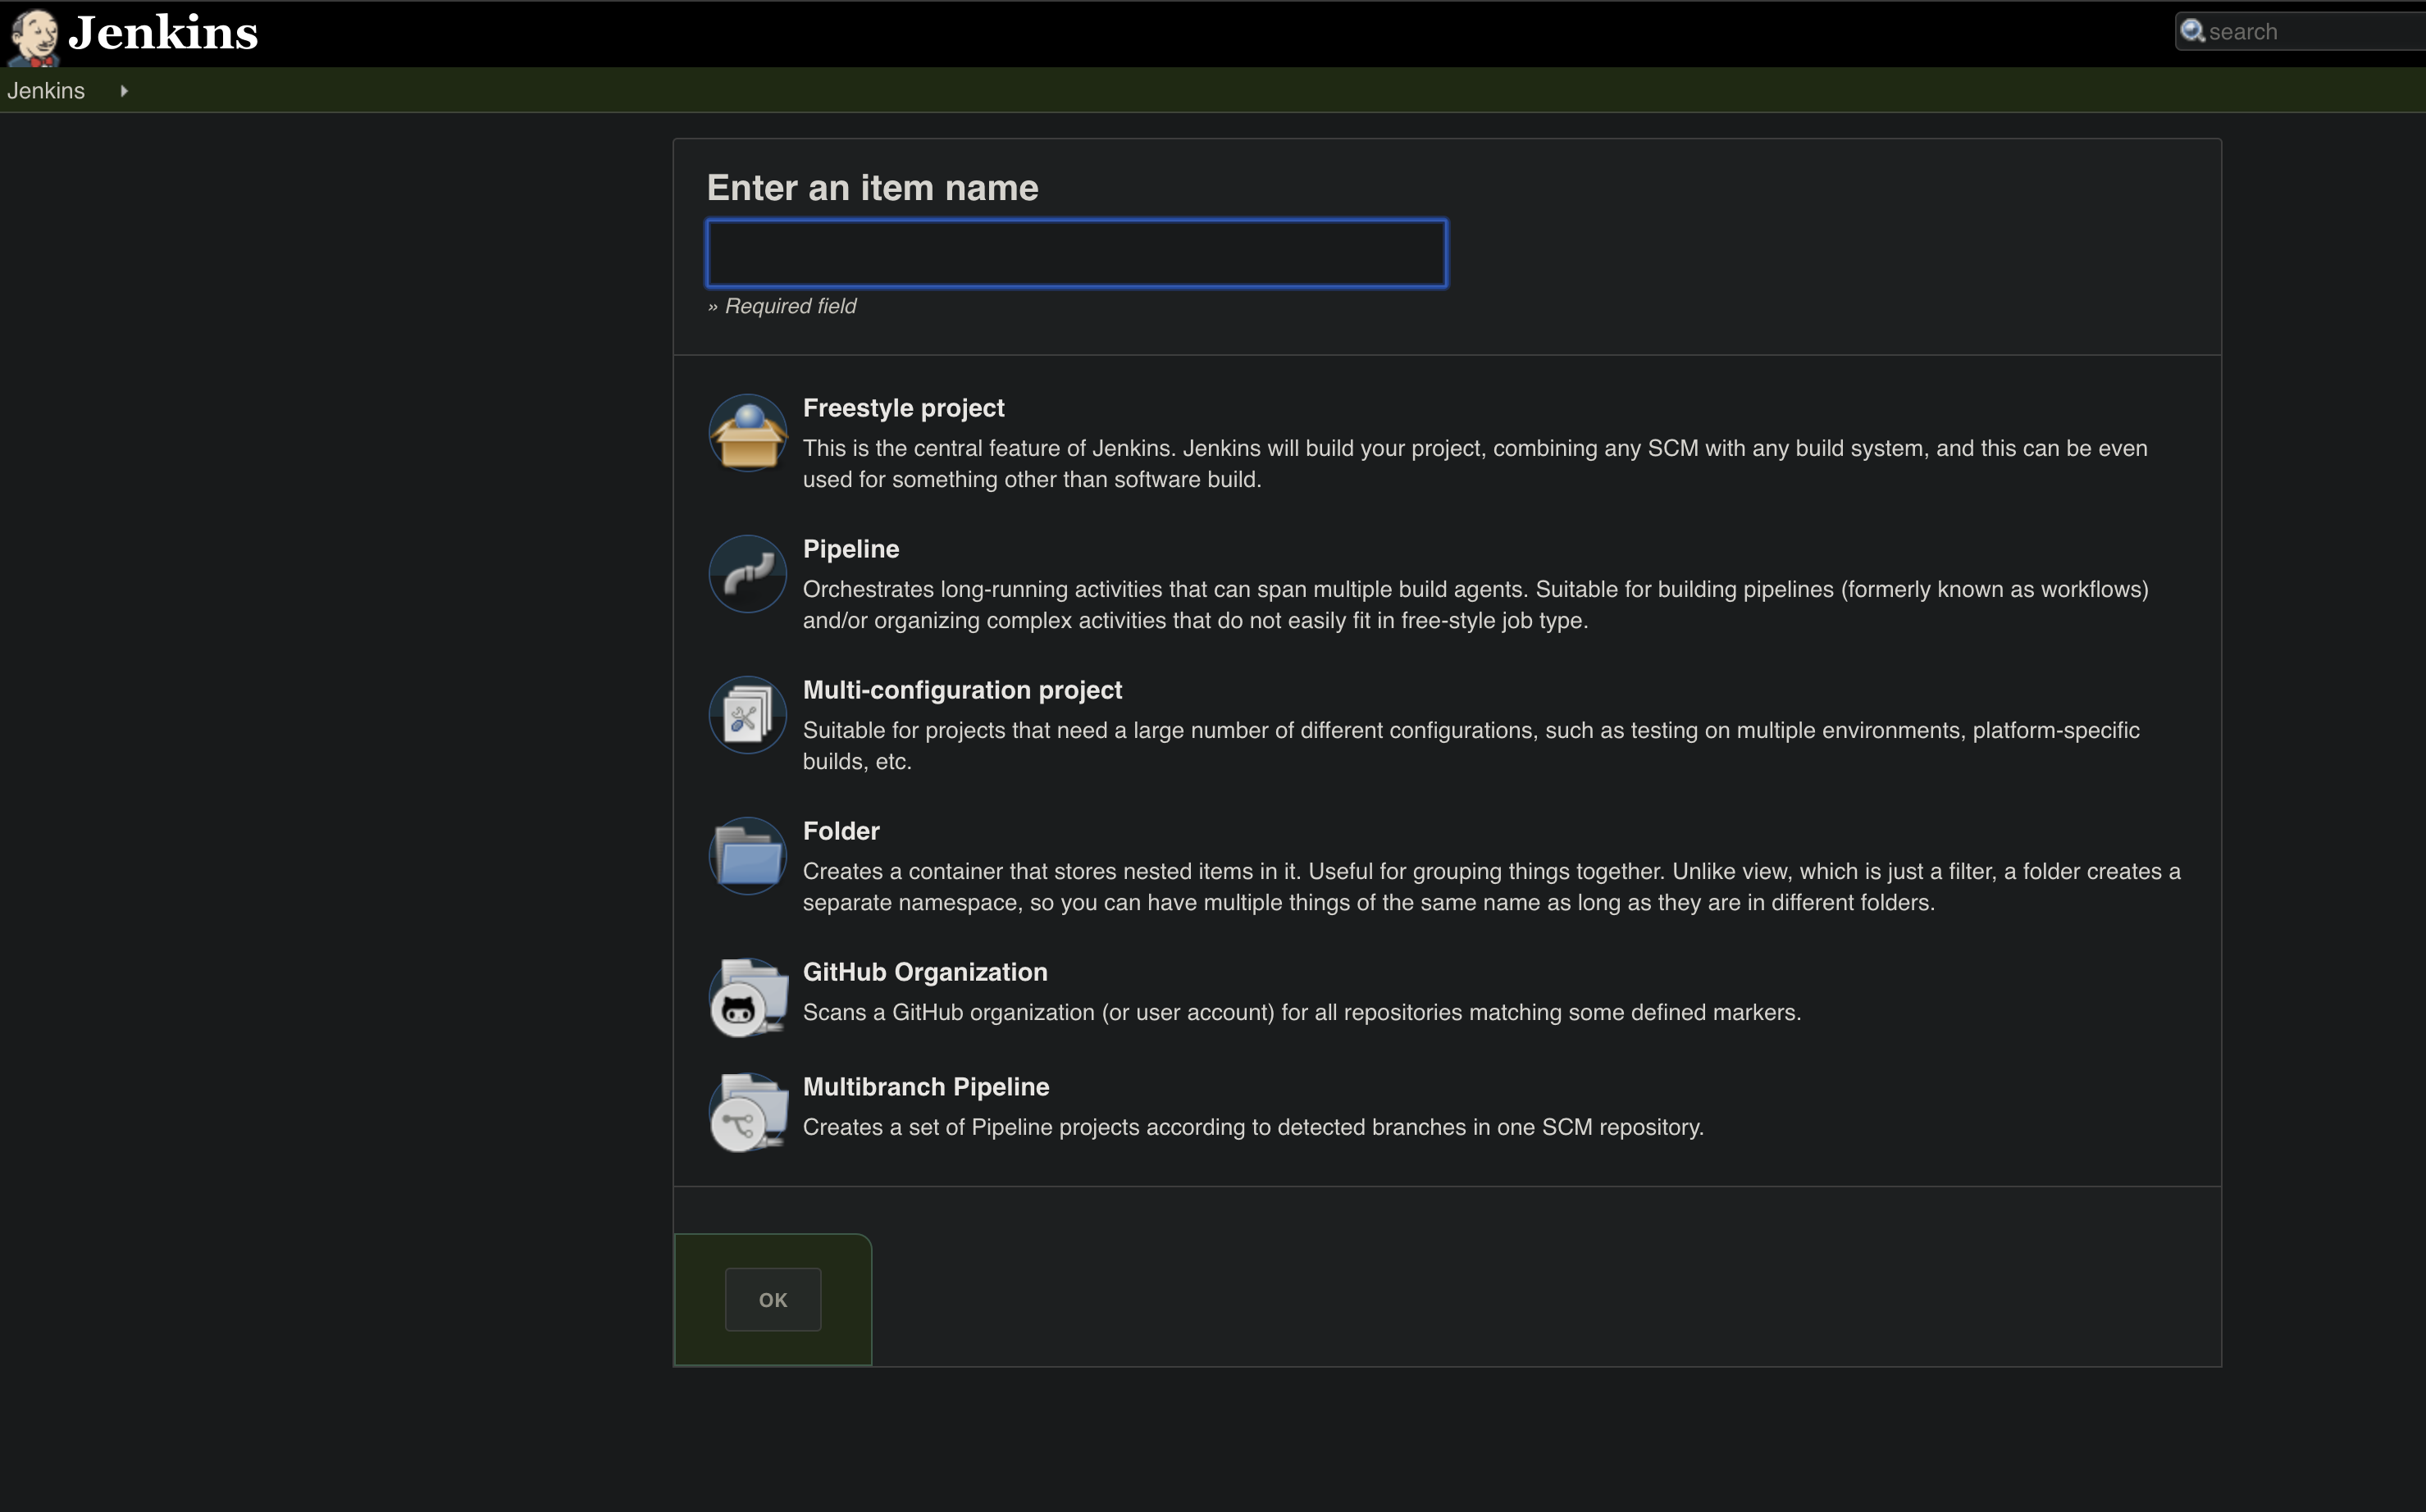 Jenkins
search
Jenkins
Enter an item name
» Required field
Freestyle project
This is the central feature of Jenkins. Jenkins will build your project, combining any SCM with any build system, and this can be even
used for something other than software build.
Pipeline
Orchestrates long-running activities that can span multiple build agents. Suitable for building pipelines (formerly known as workflows)
and/or organizing complex activities that do not easily fit in free-style job type.
Multi-configuration project
Suitable for projects that need a large number of different configurations, such as testing on multiple environments, platform-specific
builds, etc.
Folder
Creates a container that stores nested items in it. Useful for grouping things together. Unlike view, which is just a filter, a folder creates a
separate namespace, so you can have multiple things of the same name as long as they are in different folders.
GitHub Organization
Scans a GitHub organization (or user account) for all repositories matching some defined markers.
Multibranch Pipeline
Creates a set of Pipeline projects according to detected branches in one SCM repository.
OK